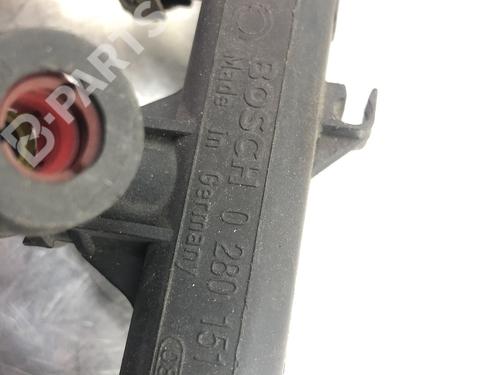 BOSCH 0 280 151
Made in Germany
B-PARTS